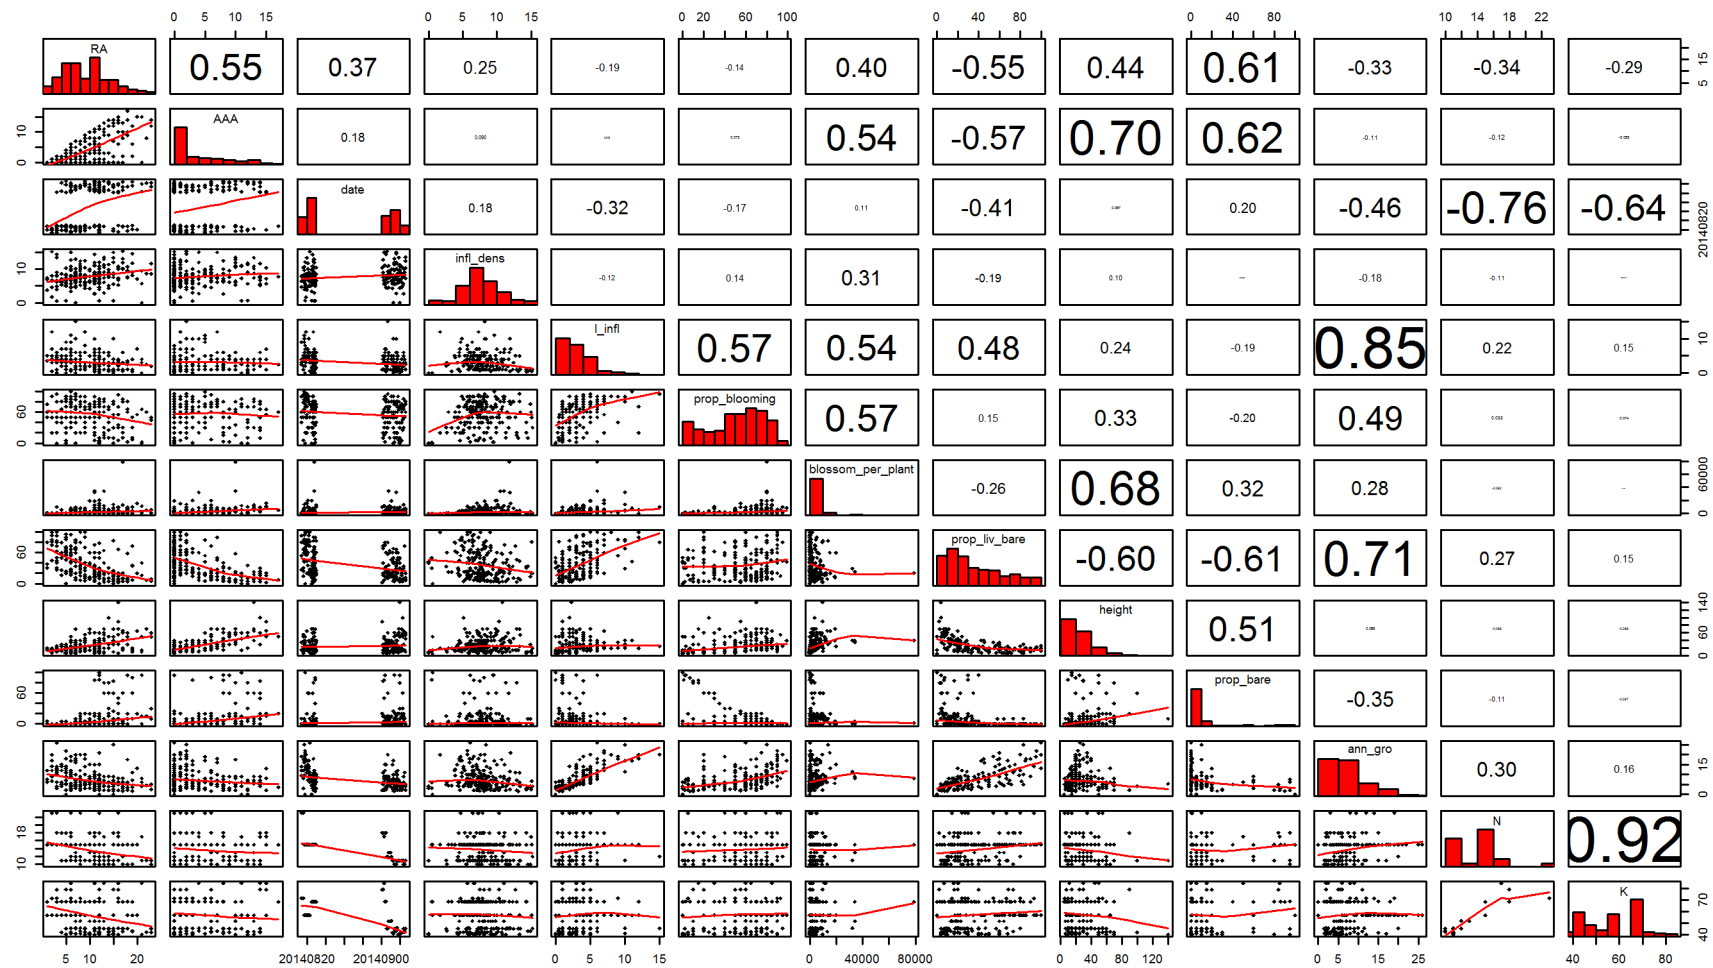 0 5 10 15 0 5 10 15 0 20 40 60 80 100 0 40 80 0 40 80 10 14 18 22
RA 0.55 0.37 0.25 -0.19 -0.14 0.40 -0.55 0.44 0.61 -0.33 -0.34 -0.29 5 15
0 10 AAA 0.18 0.54 -0.57 0.70 0.62 -0.11 -0.12
date 0.18 -0.32 -0.17 0.11 -0.41 0.20 -0.46 -0.76 -0.64 20140820
0 10 infl_dens -0.12 0.14 0.31 -0.19 0.10 -0.18 -0.11
l_infl 0.57 0.54 0.48 0.24 -0.19 0.85 0.22 0.15 0 10
0 60 prop_blooming 0.57 0.15 0.33 -0.20 0.49
blossom_per_plant -0.26 0.68 0.32 0.28 0 60000
0 60 prop_liv_bare -0.60 -0.61 0.71 0.27 0.15
height 0.51 0 60 140
0 60 prop_bare -0.35 -0.11
ann_gro 0.30 0.16 0 15
10 18 N 0.92
K 40 70
5 10 20 20140820 20140900 0 5 10 15 0 40000 80000 0 40 80 120 0 5 15 25 40 60 80